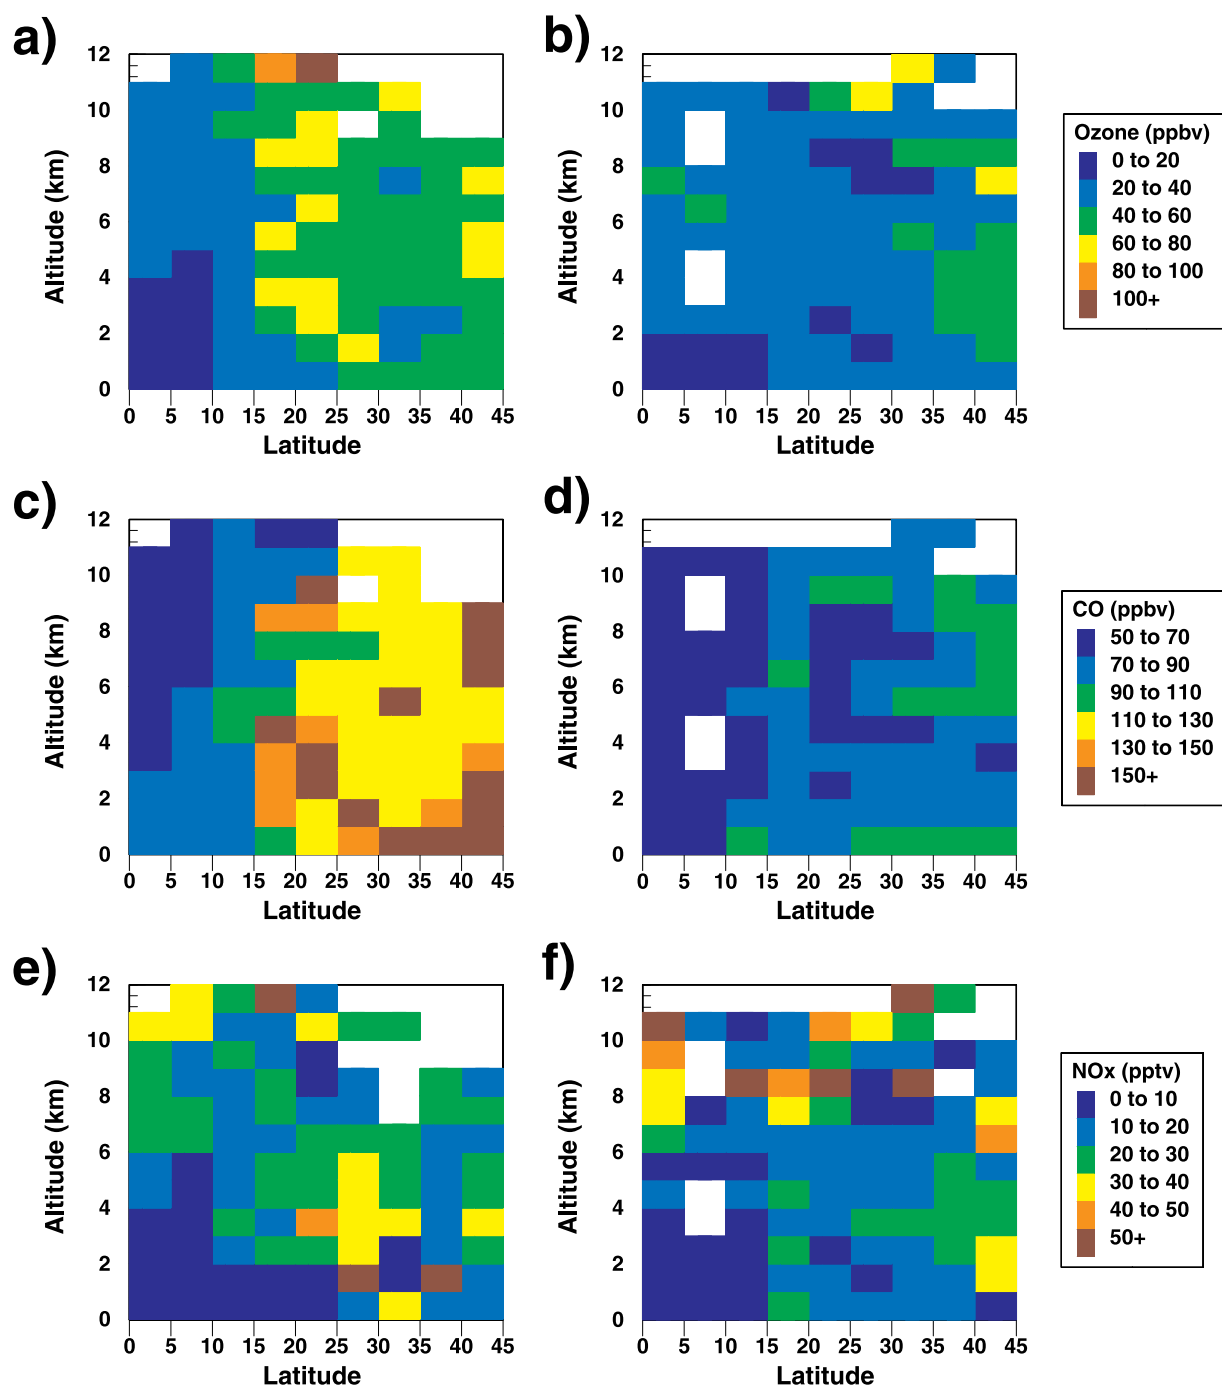 a)
12
10
8
6
4
2
0
Altitude (km)
0 5 10 15 20 25 30 35 40 45
Latitude
b)
12
10
8
6
4
2
0
Altitude (km)
0 5 10 15 20 25 30 35 40 45
Latitude
Ozone (ppbv)
0 to 20
20 to 40
40 to 60
60 to 80
80 to 100
100+
c)
12
10
8
6
4
2
0
Altitude (km)
0 5 10 15 20 25 30 35 40 45
Latitude
d)
12
10
8
6
4
2
0
Altitude (km)
0 5 10 15 20 25 30 35 40 45
Latitude
CO (ppbv)
50 to 70
70 to 90
90 to 110
110 to 130
130 to 150
150+
e)
12
10
8
6
4
2
0
Altitude (km)
0 5 10 15 20 25 30 35 40 45
Latitude
f)
12
10
8
6
4
2
0
Altitude (km)
0 5 10 15 20 25 30 35 40 45
Latitude
NOx (pptv)
0 to 10
10 to 20
20 to 30
30 to 40
40 to 50
50+